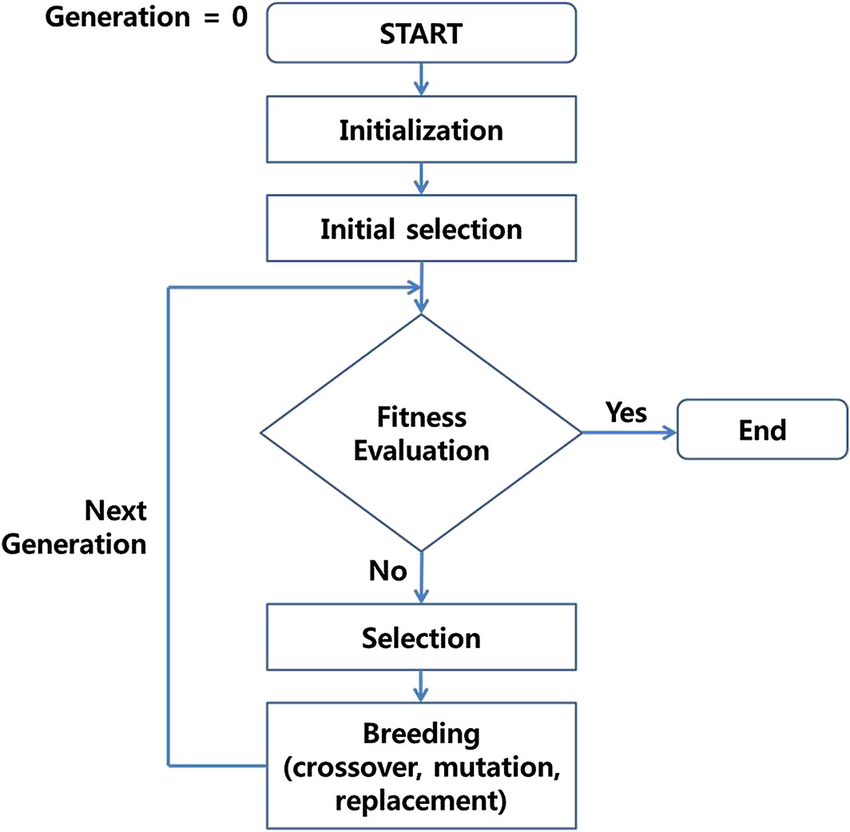 Generation = 0
START
Initialization
Initial selection
Fitness
Evaluation
Yes
End
Next
Generation
No
Selection
Breeding
(crossover, mutation,
replacement)